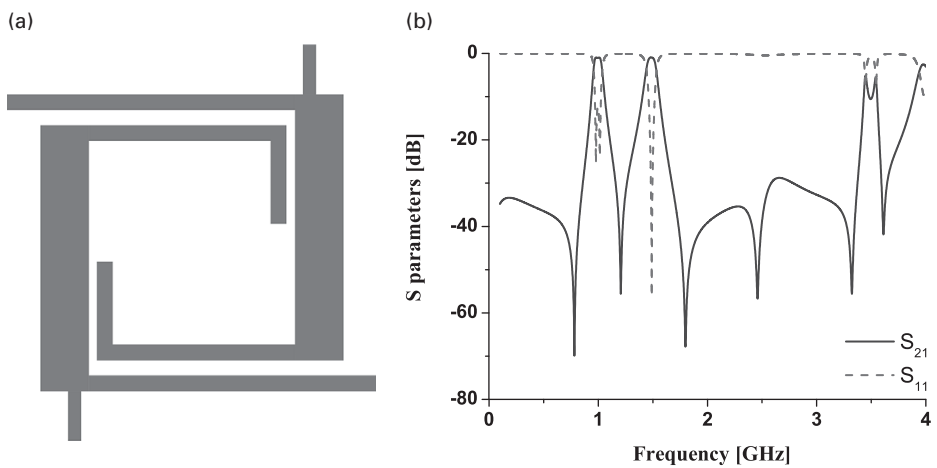 (a)
(b)
S parameters [dB]
0
-20
-40
-60
-80
S21
S11
0
1
2
3
4
Frequency [GHz]